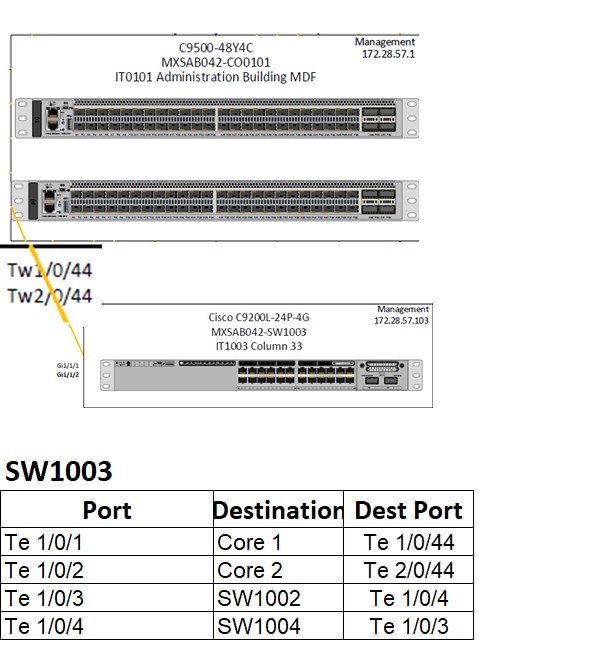 C9500-48Y4C
MXSAB042-CO0101
IT0101 Administration Building MDF
Management
172.28.57.1
Tw1/0/44
Tw2/0/44
Cisco C9200L-24P-4G
MXSAB042-SW1003
IT1003 Column 33
Management
172.28.57.103
Gi1/1/1
Gi1/1/2
SW1003
Port Destination Dest Port
Te 1/0/1 Core 1 Te 1/0/44
Te 1/0/2 Core 2 Te 2/0/44
Te 1/0/3 SW1002 Te 1/0/4
Te 1/0/4 SW1004 Te 1/0/3